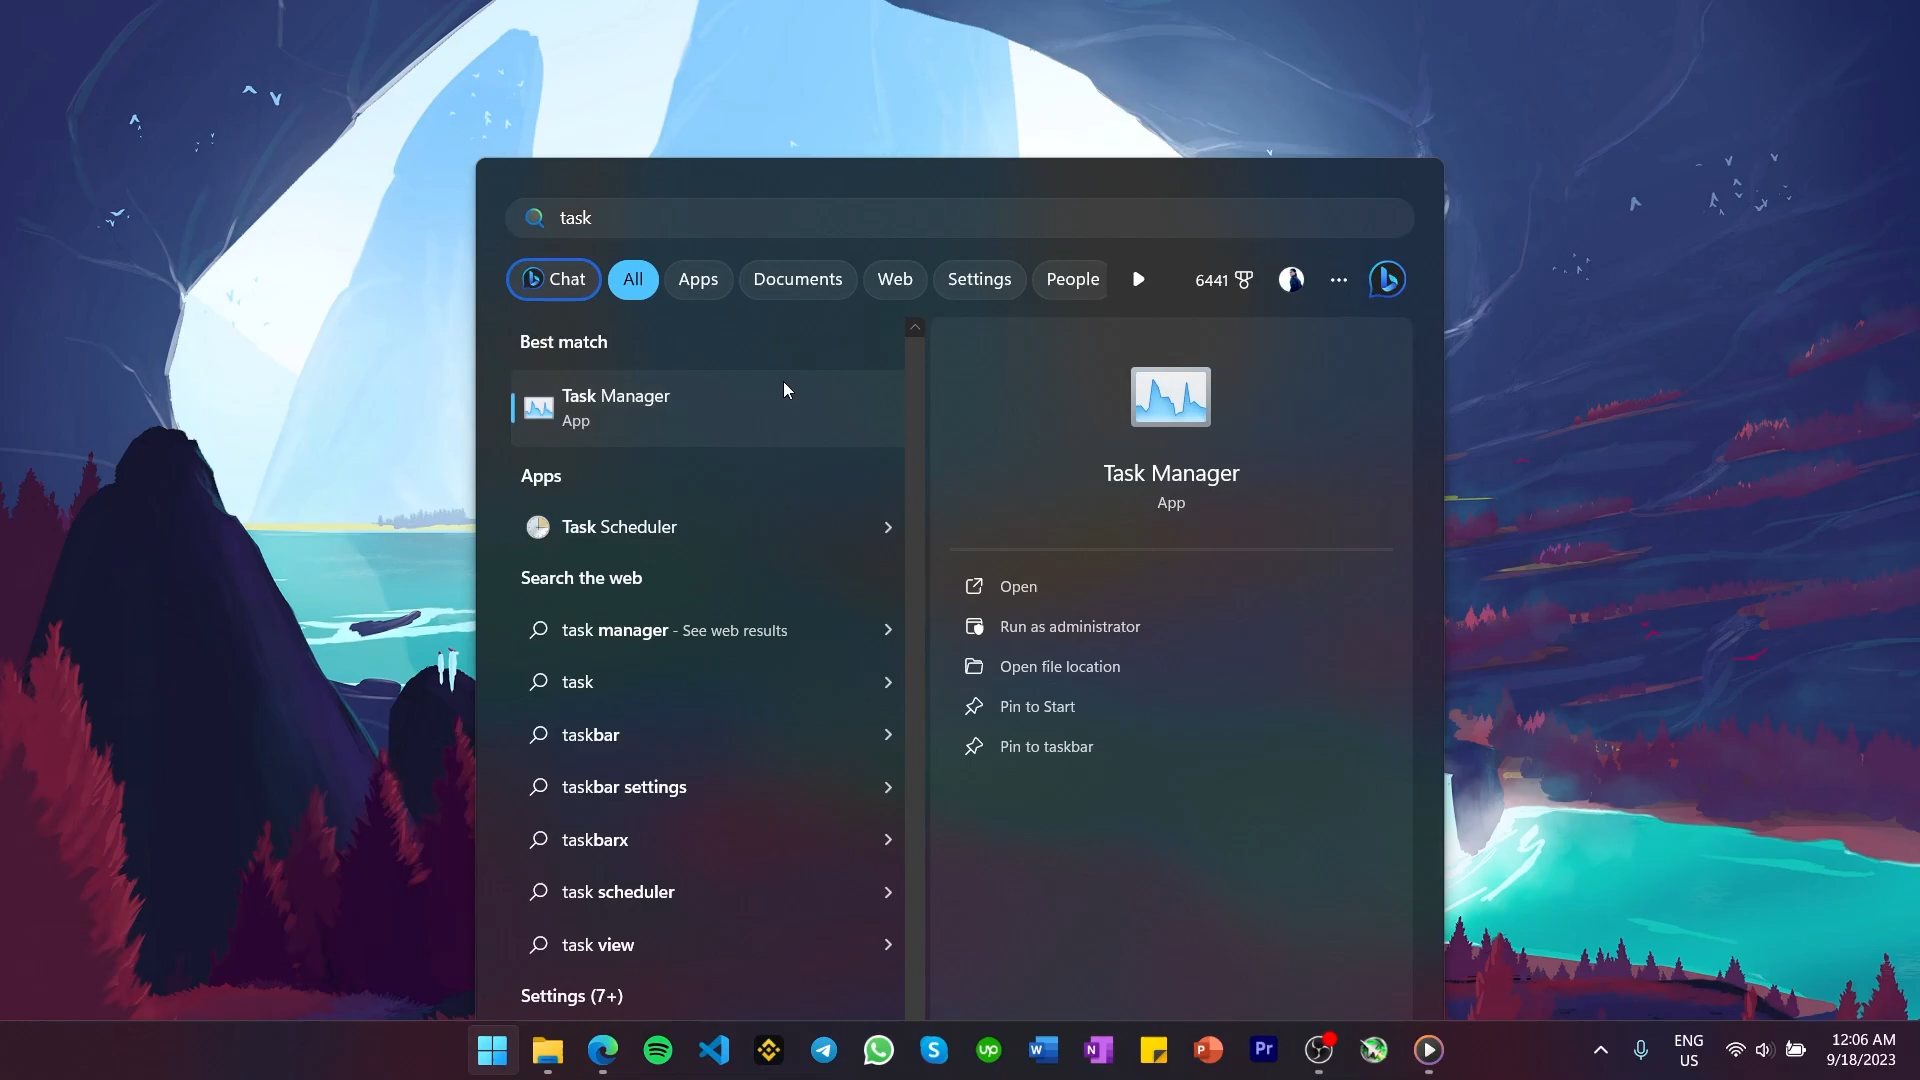 task
Chat All Apps Documents Web Settings People 6441
Best match
Task Manager
App
Apps
Task Scheduler
Search the web
task manager - See web results
task
taskbar
taskbar settings
taskbarx
task scheduler
task view
Settings (7+)
Task Manager
App
Open
Run as administrator
Open file location
Pin to Start
Pin to taskbar
up
W
N
P
Pr
S
ENG
US
12:06 AM
9/18/2023